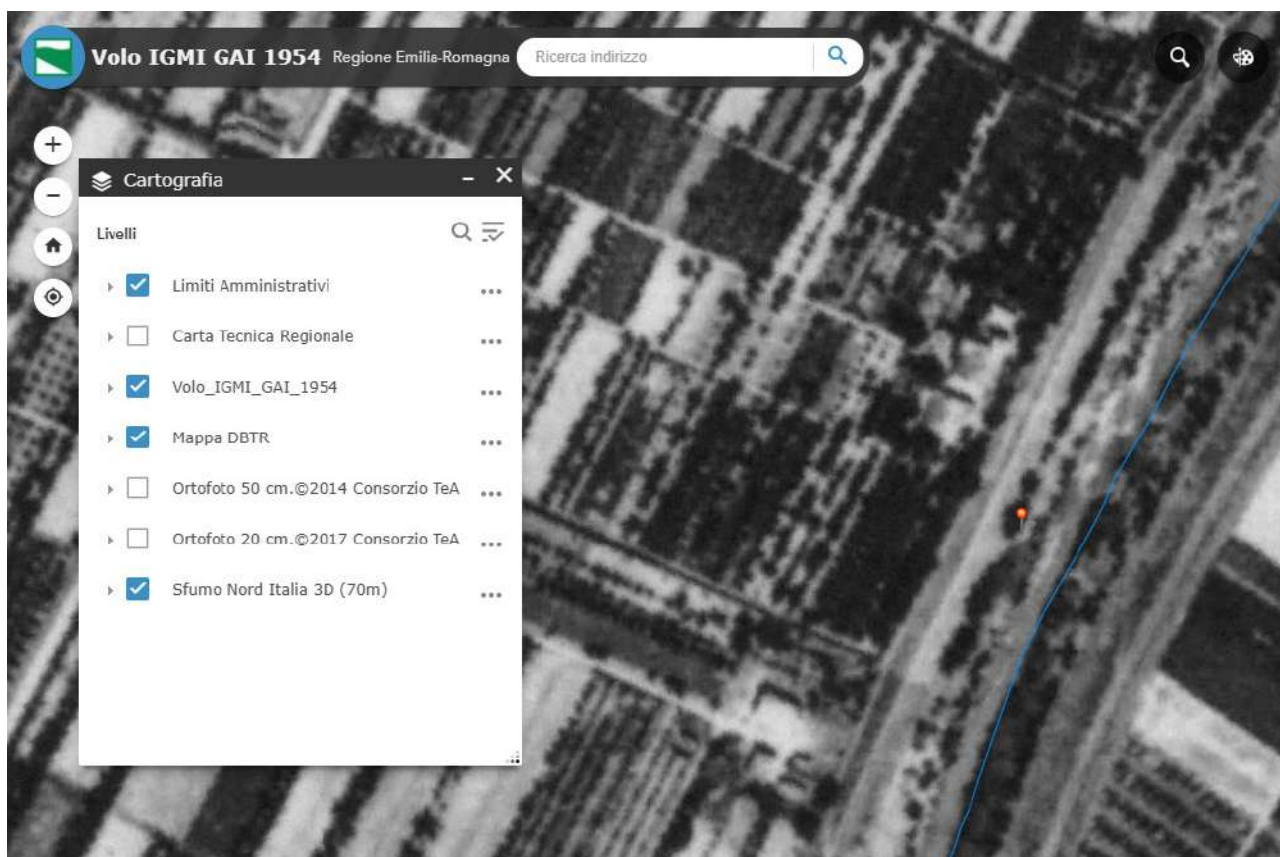 Volo IGMI GAI 1954 Regione Emilia-Romagna Ricerca indirizzo
Cartografia
Livelli
Limiti Amministrativi
Carta Tecnica Regionale
Volo_IGMI_GAI_1954
Mappa DBTR
Ortofoto 50 cm.©2014 Consorzio TeA
Ortofoto 20 cm.©2017 Consorzio TeA
Sfumo Nord Italia 3D (70m)